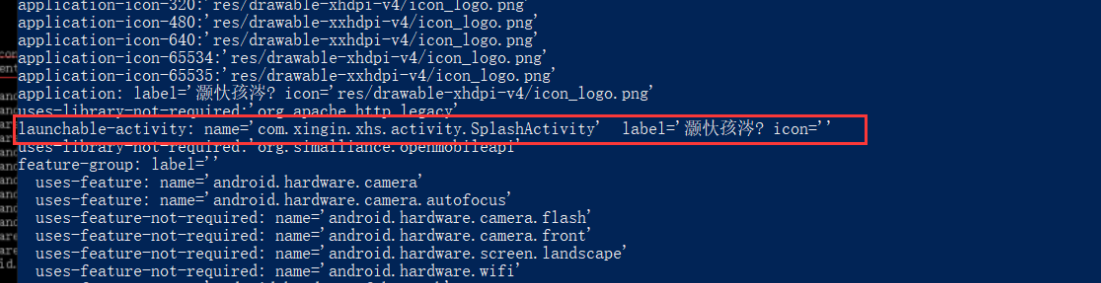 application-icon-320:'res/drawable-xhdpi-v4/icon_logo.png'
application-icon-480:'res/drawable-xxhdpi-v4/icon_logo.png'
application-icon-640:'res/drawable-xxhdpi-v4/icon_logo.png'
application-icon-65534:'res/drawable-xhdpi-v4/icon_logo.png'
application-icon-65535:'res/drawable-xxhdpi-v4/icon_logo.png'
application: label='灏忕孩涔? icon='res/drawable-xhdpi-v4/icon_logo.png'
uses-library-not-required:'org.apache.http.legacy'
launchable-activity: name='com.xingin.xhs.activity.SplashActivity'  label='灏忕孩涔? icon=''
uses-library-not-required:'org.simalliance.openmobileapi'
feature-group: label=''
  uses-feature: name='android.hardware.camera'
  uses-feature: name='android.hardware.camera.autofocus'
  uses-feature-not-required: name='android.hardware.camera.flash'
  uses-feature-not-required: name='android.hardware.camera.front'
  uses-feature-not-required: name='android.hardware.screen.landscape'
  uses-feature-not-required: name='android.hardware.wifi'